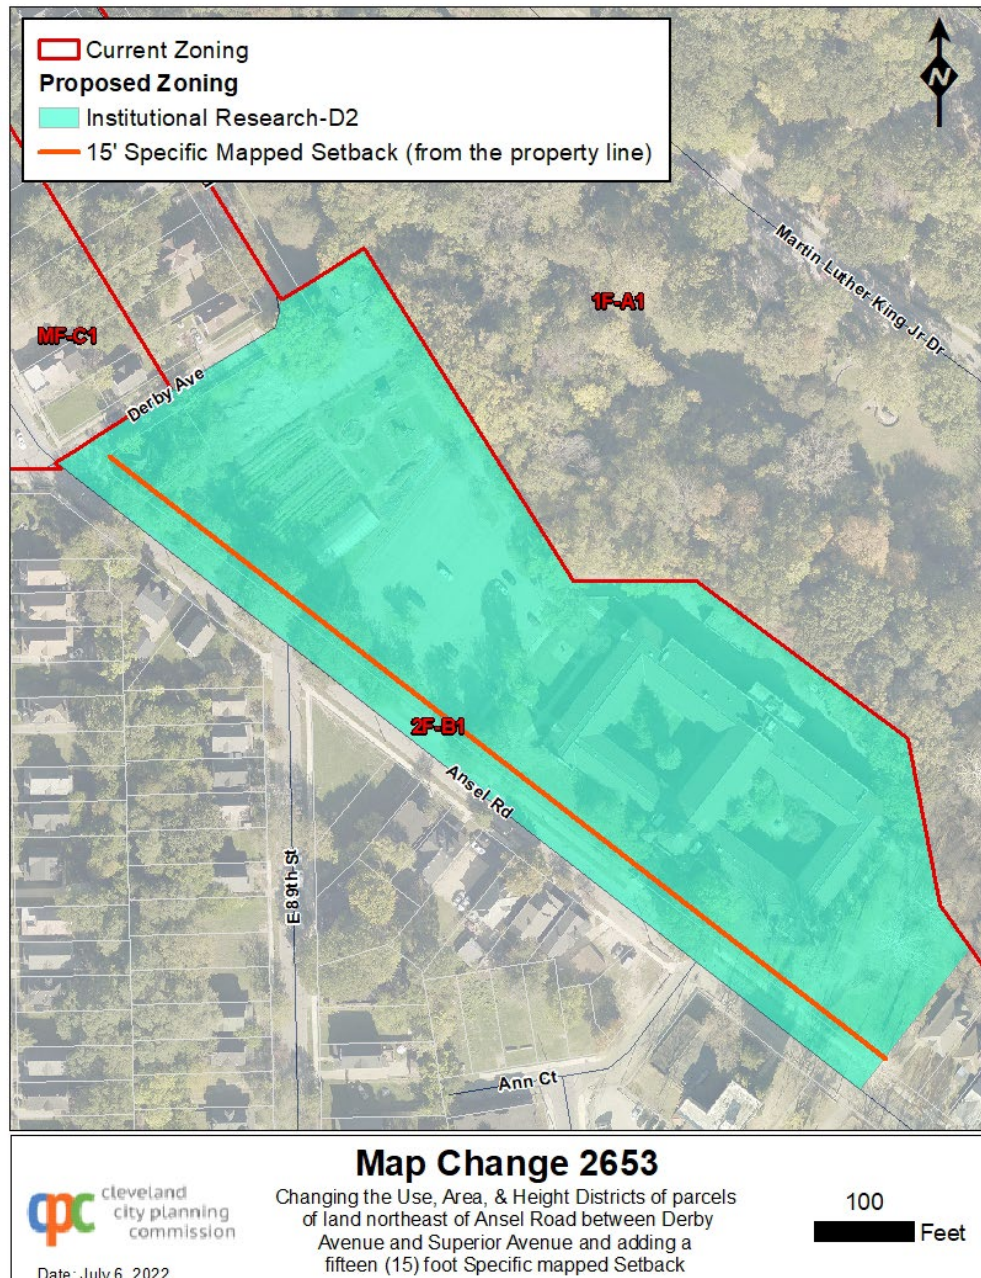 Current Zoning
Proposed Zoning
Institutional Research-D2
15' Specific Mapped Setback (from the property line)
N
Martin Luther King Jr Dr
1F-A1
MF-C1
Derby Ave
2F-B1
Ansel Rd
E 89th St
Ann Ct
Map Change 2653
cpc
cleveland
city planning
commission
Changing the Use, Area, & Height Districts of parcels
of land northeast of Ansel Road between Derby
Avenue and Superior Avenue and adding a
fifteen (15) foot Specific mapped Setback
100
Feet
Date: July 6, 2022